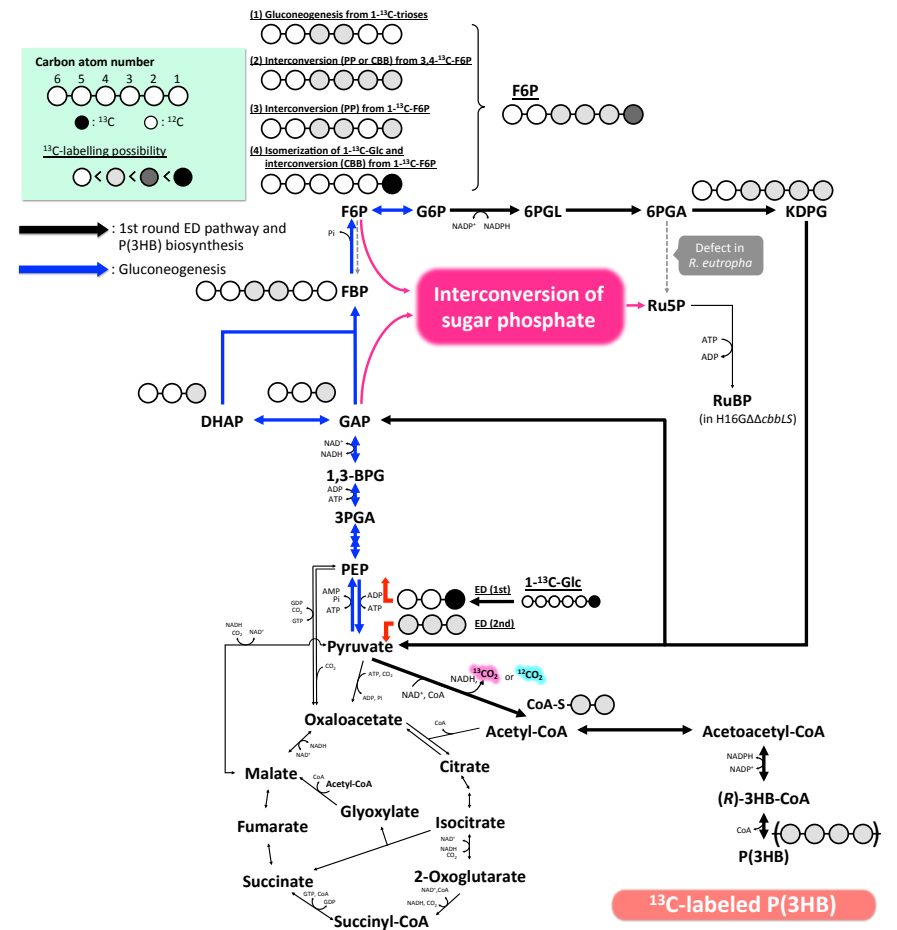 (1) Gluconeogenesis from 1-¹³C-trioses
(2) Interconversion (PP or CBB) from 3,4-¹³C-F6P
(3) Interconversion (PP) from 1-¹³C-F6P
(4) Isomerization of 1-¹³C-Glc and
interconversion (CBB) from 1-¹³C-F6P
F6P
Carbon atom number
6 5 4 3 2 1
: ¹³C : ¹²C
¹³C-labelling possibility
< < <
: 1st round ED pathway and
P(3HB) biosynthesis
: Gluconeogenesis
F6P G6P 6PGL 6PGA KDPG
NADP⁺ NADPH
Pi
Defect in
R. eutropha
FBP
Interconversion of
sugar phosphate
Ru5P
ATP
ADP
RuBP
(in H16GΔΔcbbLS)
DHAP GAP
NAD⁺
NADH
1,3-BPG
ADP
ATP
3PGA
PEP
AMP
Pi
ATP
ADP
ATP
ED (1st)
1-¹³C-Glc
ED (2nd)
GDP
CO₂
GTP
NADH
CO₂ NAD⁺
Pyruvate
CO₂
ATP, CO₂
ADP, Pi
NAD⁺, CoA
NADH, ¹³CO₂ or ¹²CO₂
CoA-S
Oxaloacetate
CoA
Acetyl-CoA
Acetoacetyl-CoA
NADH
NAD⁺
Malate
CoA
Acetyl-CoA
Citrate
NADPH
NADP⁺
(R)-3HB-CoA
Glyoxylate
Isocitrate
Fumarate
CoA
( )
P(3HB)
NAD⁺
NADH
CO₂
Succinate
2-Oxoglutarate
GTP, CoA
GDP
NAD⁺,CoA
NADH, CO₂
Succinyl-CoA
¹³C-labeled P(3HB)